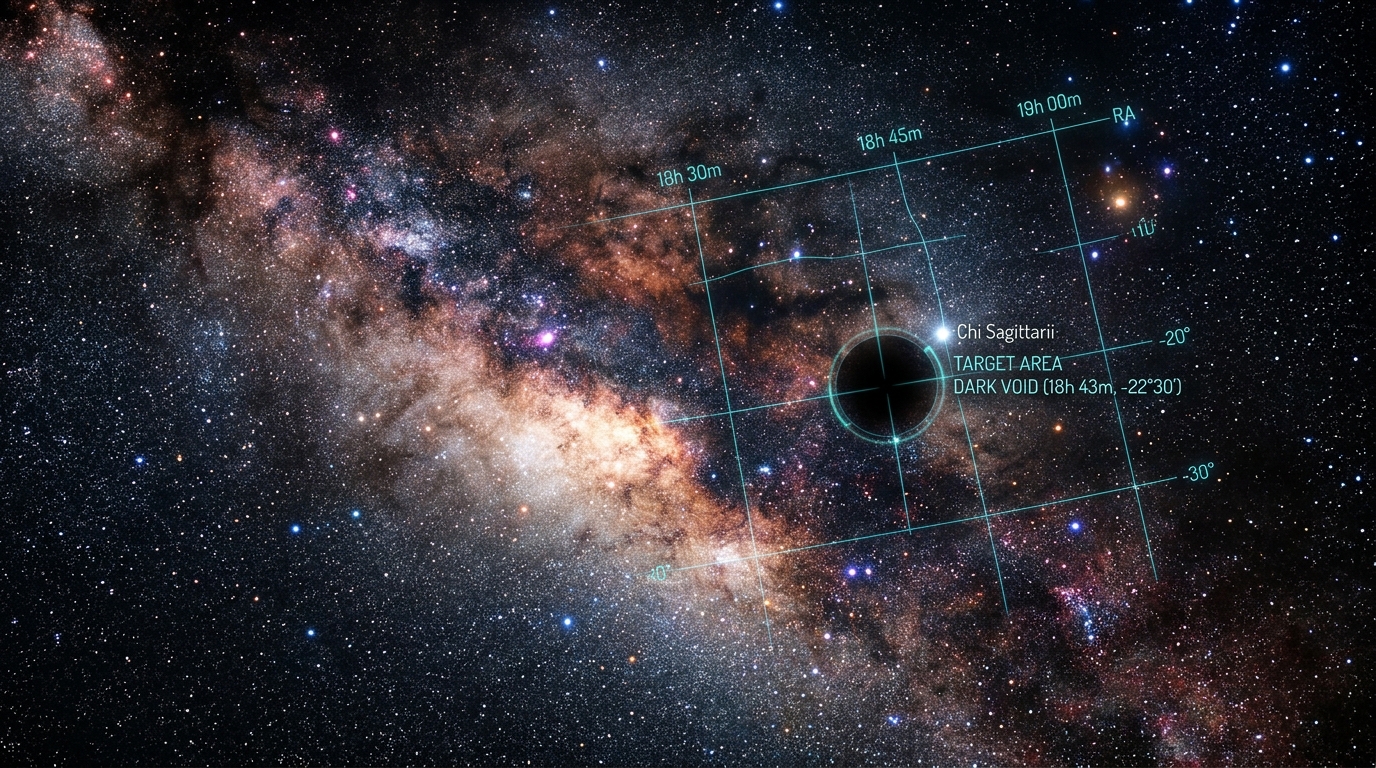 19h 00m
RA
18h 45m
18h 30m
Chi Sagittarii
-20°
TARGET AREA
DARK VOID (18h 43m, -22°30')
-30°